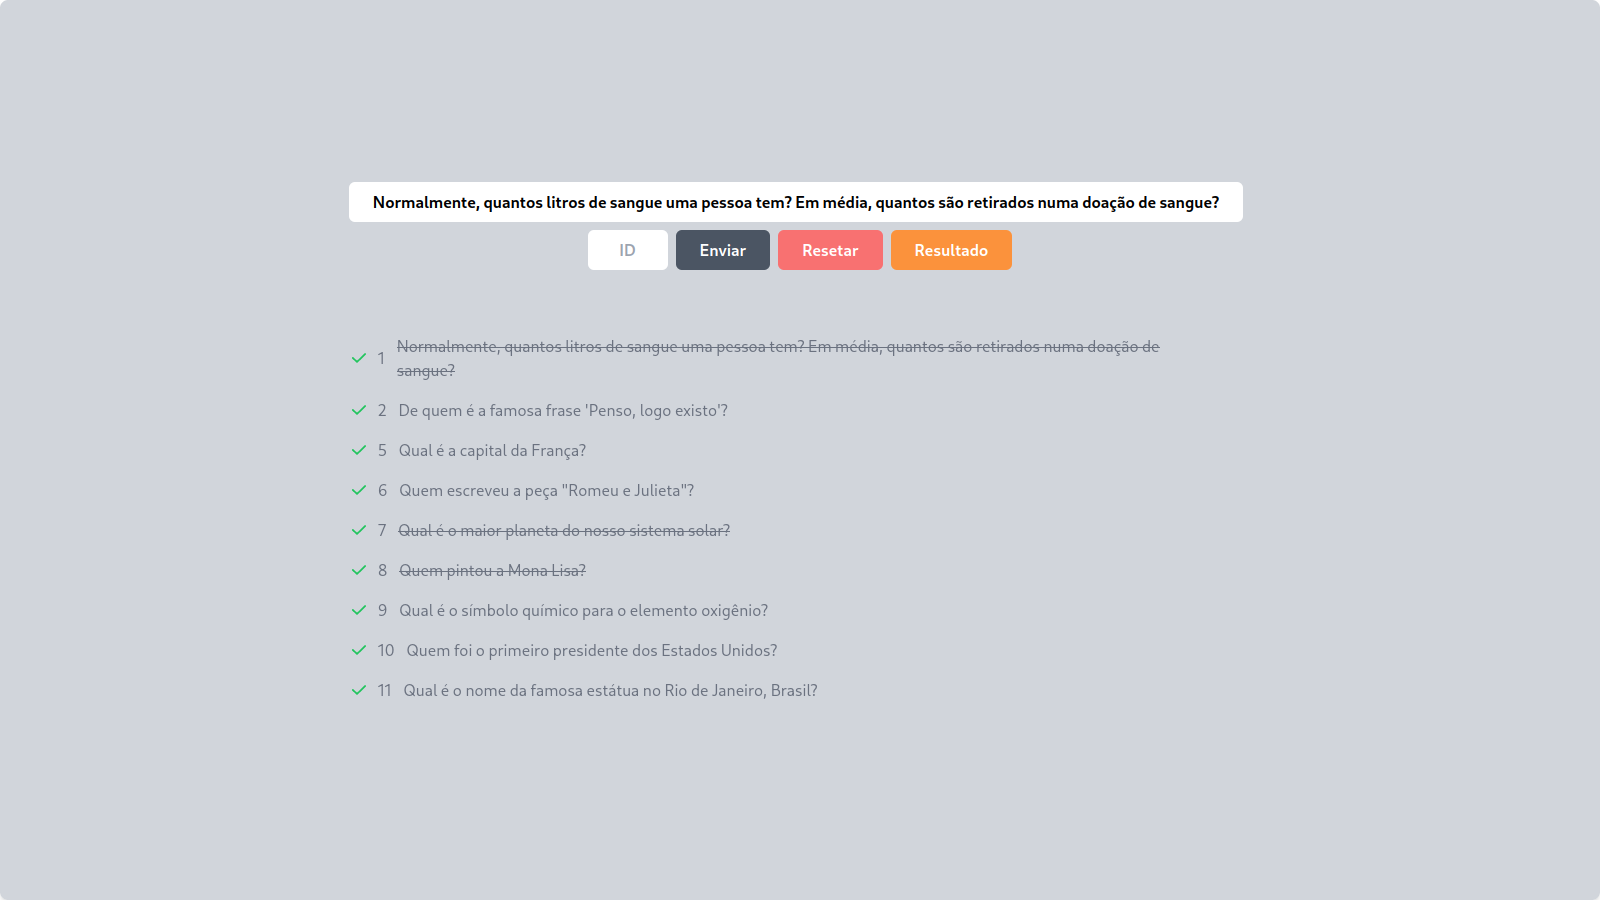 Normalmente, quantos litros de sangue uma pessoa tem? Em média, quantos são retirados numa doação de sangue?
ID Enviar Resetar Resultado
1 Normalmente, quantos litros de sangue uma pessoa tem? Em média, quantos são retirados numa doação de
sangue?
2 De quem é a famosa frase 'Penso, logo existo'?
5 Qual é a capital da França?
6 Quem escreveu a peça "Romeu e Julieta"?
7 Qual é o maior planeta do nosso sistema solar?
8 Quem pintou a Mona Lisa?
9 Qual é o símbolo químico para o elemento oxigênio?
10 Quem foi o primeiro presidente dos Estados Unidos?
11 Qual é o nome da famosa estátua no Rio de Janeiro, Brasil?